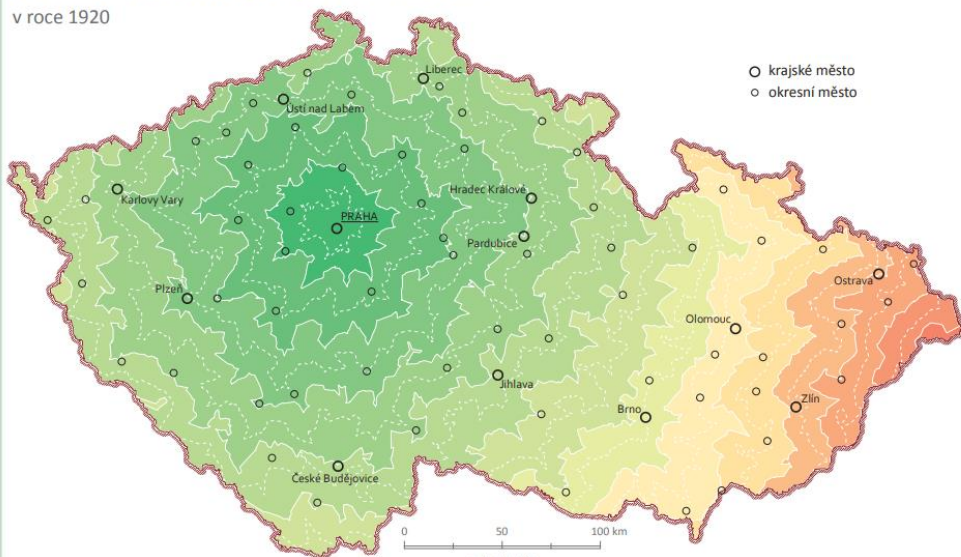 v roce 1920
krajské město
okresní město
Liberec
Ústí nad Labem
Karlovy Vary
Hradec Králové
PRAHA
Pardubice
Plzeň
Ostrava
Olomouc
Jihlava
Brno
Zlín
České Budějovice
0 50 100 km